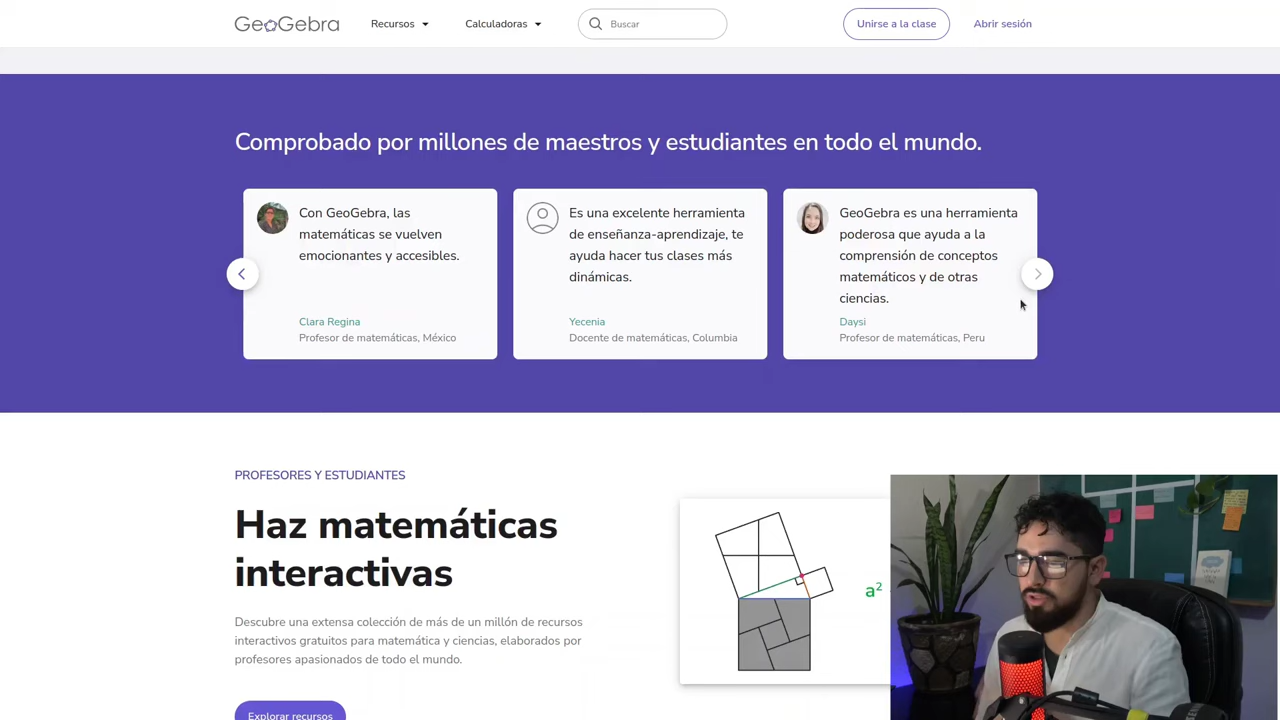 GeoGebra
Recursos
Calculadoras
Buscar
Unirse a la clase
Abrir sesión
Comprobado por millones de maestros y estudiantes en todo el mundo.
Con GeoGebra, las
matemáticas se vuelven
emocionantes y accesibles.
Clara Regina
Profesor de matemáticas, México
Es una excelente herramienta
de enseñanza-aprendizaje, te
ayuda hacer tus clases más
dinámicas.
Yecenia
Docente de matemáticas, Columbia
GeoGebra es una herramienta
poderosa que ayuda a la
comprensión de conceptos
matemáticos y de otras
ciencias.
Daysi
Profesor de matemáticas, Peru
PROFESORES Y ESTUDIANTES
Haz matemáticas
interactivas
Descubre una extensa colección de más de un millón de recursos
interactivos gratuitos para matemática y ciencias, elaborados por
profesores apasionados de todo el mundo.
Explorar recursos
a²